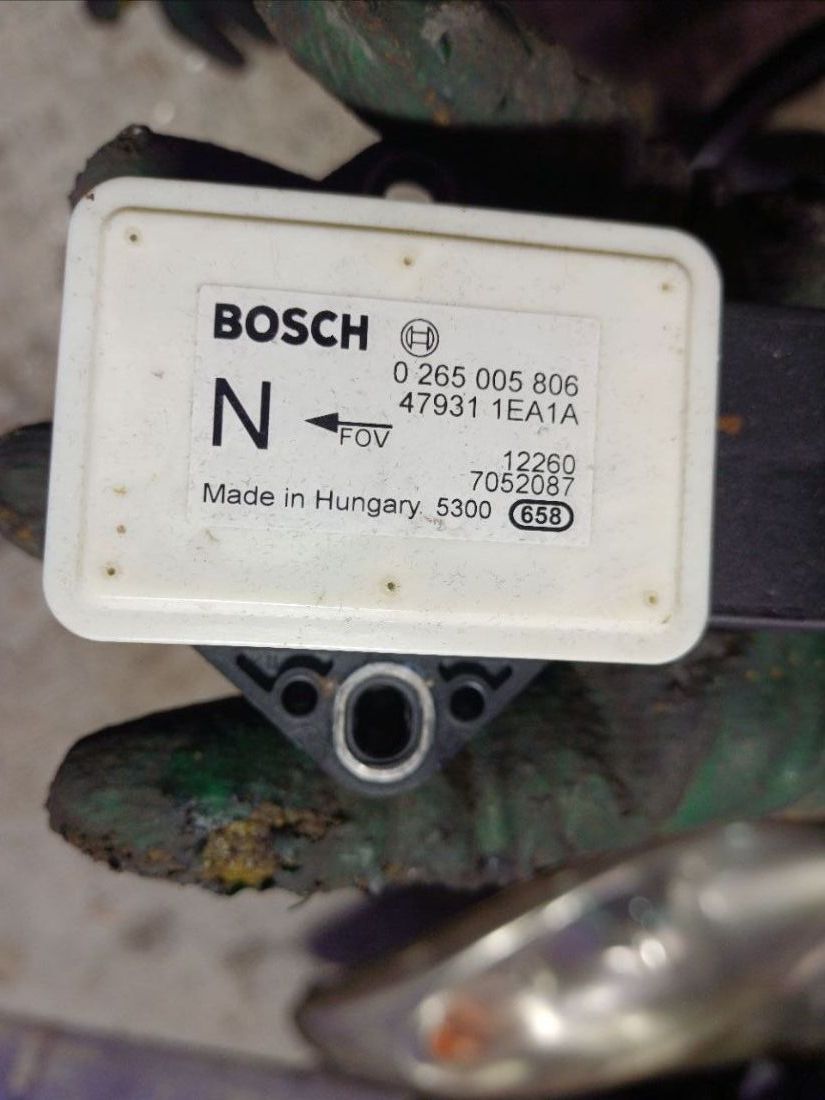 BOSCH
0 265 005 806
N
47931 1EA1A
FOV
12260
7052087
Made in Hungary. 5300 658